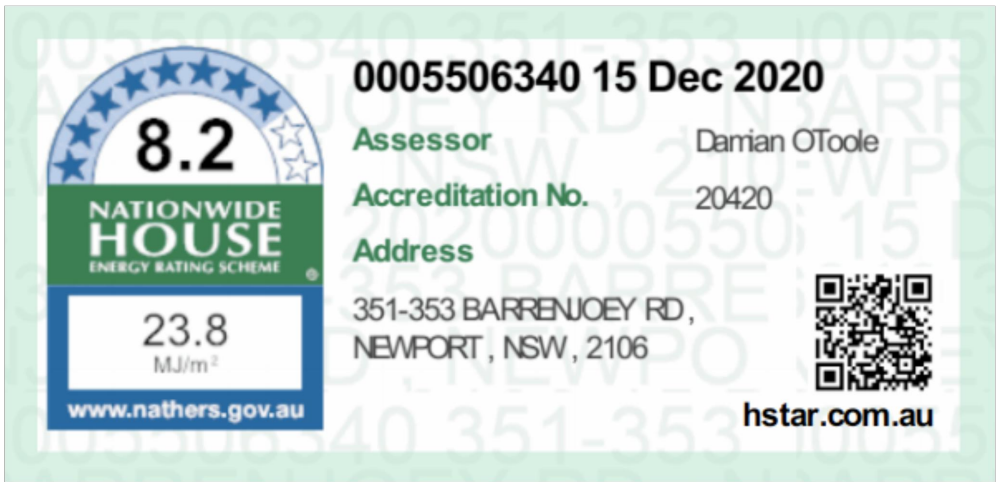 0005506340 15 Dec 2020
8.2
NATIONWIDE
HOUSE
ENERGY RATING SCHEME ®
23.8
MJ/m²
www.nathers.gov.au
Assessor Damian OToole
Accreditation No. 20420
Address
351-353 BARRENJOEY RD ,
NEWPORT , NSW , 2106
hstar.com.au